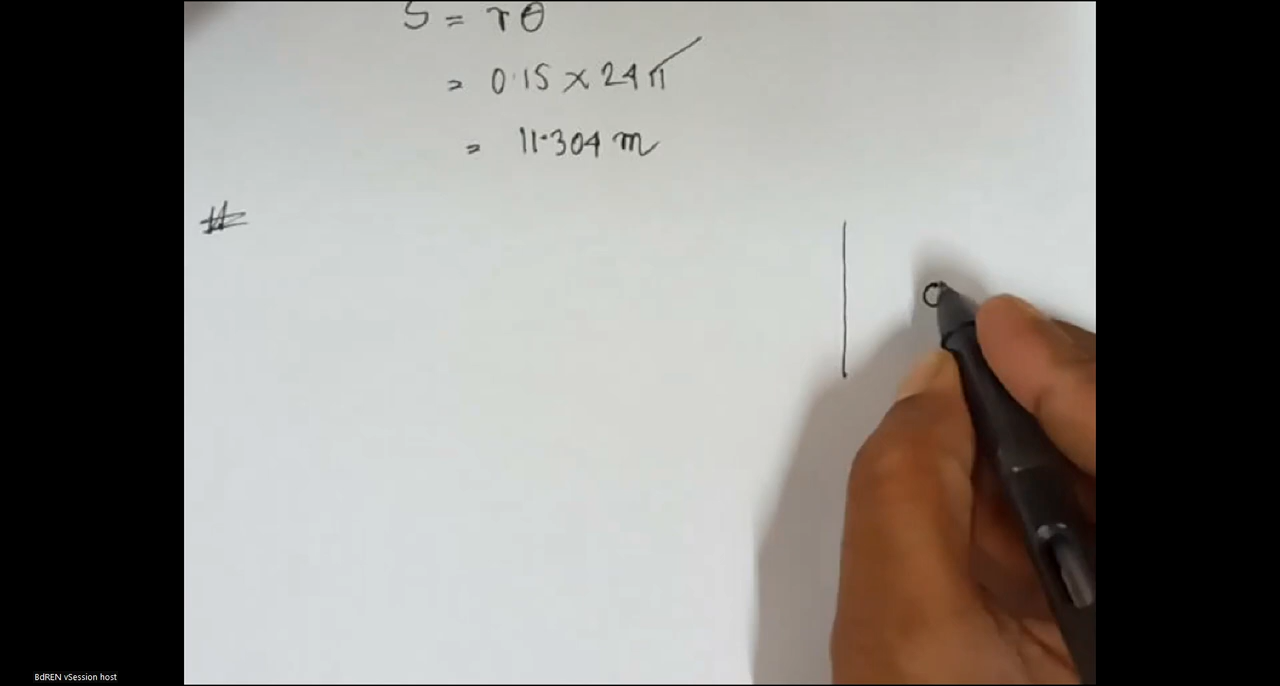 S = rθ
= 0.15 × 24π
= 11.304 m
#
BdREN vSession host